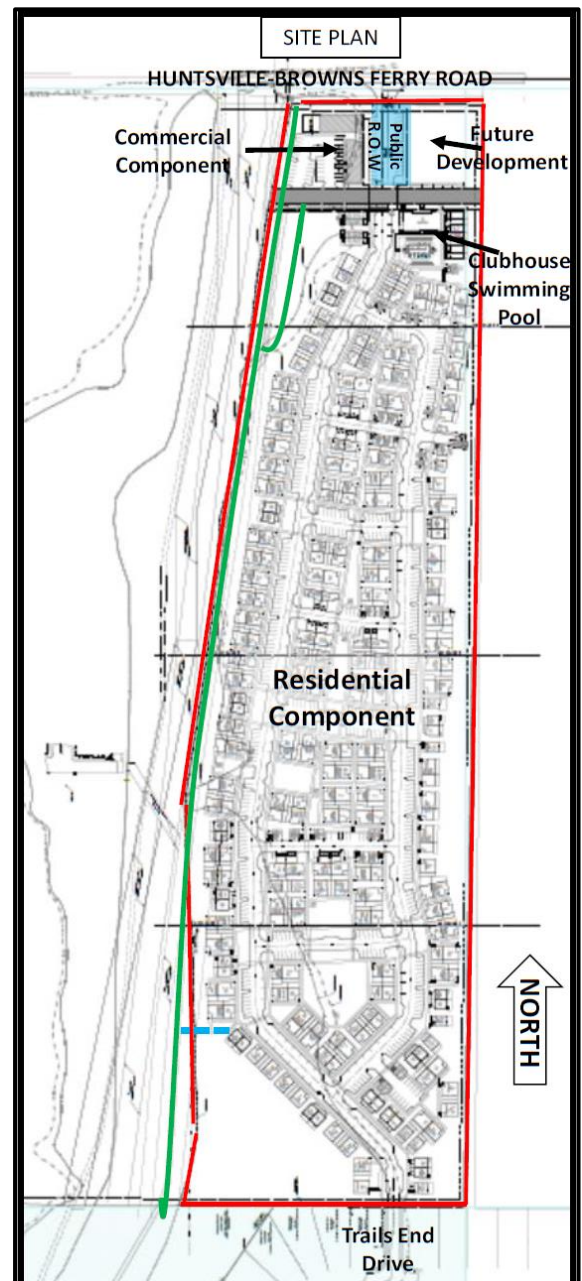 SITE PLAN
HUNTSVILLE-BROWNS FERRY ROAD
Commercial
Component
Public
R.O.W
Future
Development
Clubhouse
Swimming
Pool
Residential
Component
NORTH
Trails End
Drive